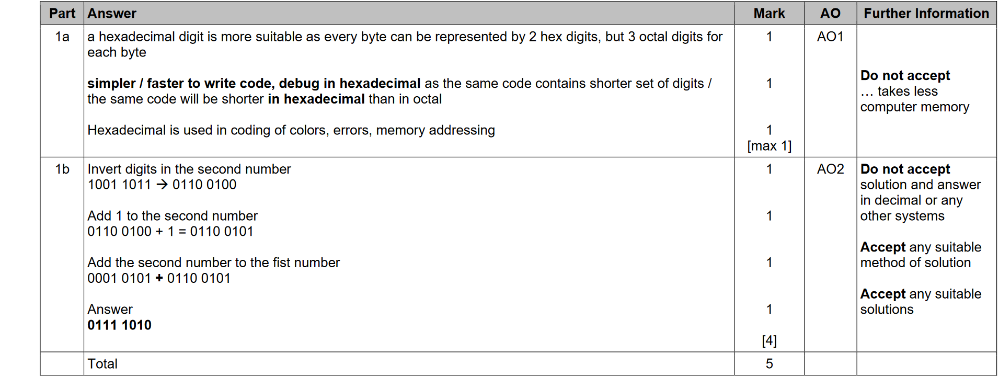 Part Answer Mark AO Further Information
1a a hexadecimal digit is more suitable as every byte can be represented by 2 hex digits, but 3 octal digits for 1 AO1
each byte
Do not accept
simpler / faster to write code, debug in hexadecimal as the same code contains shorter set of digits / 1
… takes less
the same code will be shorter in hexadecimal than in octal
computer memory
Hexadecimal is used in coding of colors, errors, memory addressing 1
[max 1]
1b Invert digits in the second number 1 AO2 Do not accept
1001 1011 → 0110 0100 solution and answer
in decimal or any
Add 1 to the second number 1 other systems
0110 0100 + 1 = 0110 0101
Accept any suitable
Add the second number to the fist number 1 method of solution
0001 0101 + 0110 0101
Accept any suitable
Answer 1 solutions
0111 1010
[4]
Total 5